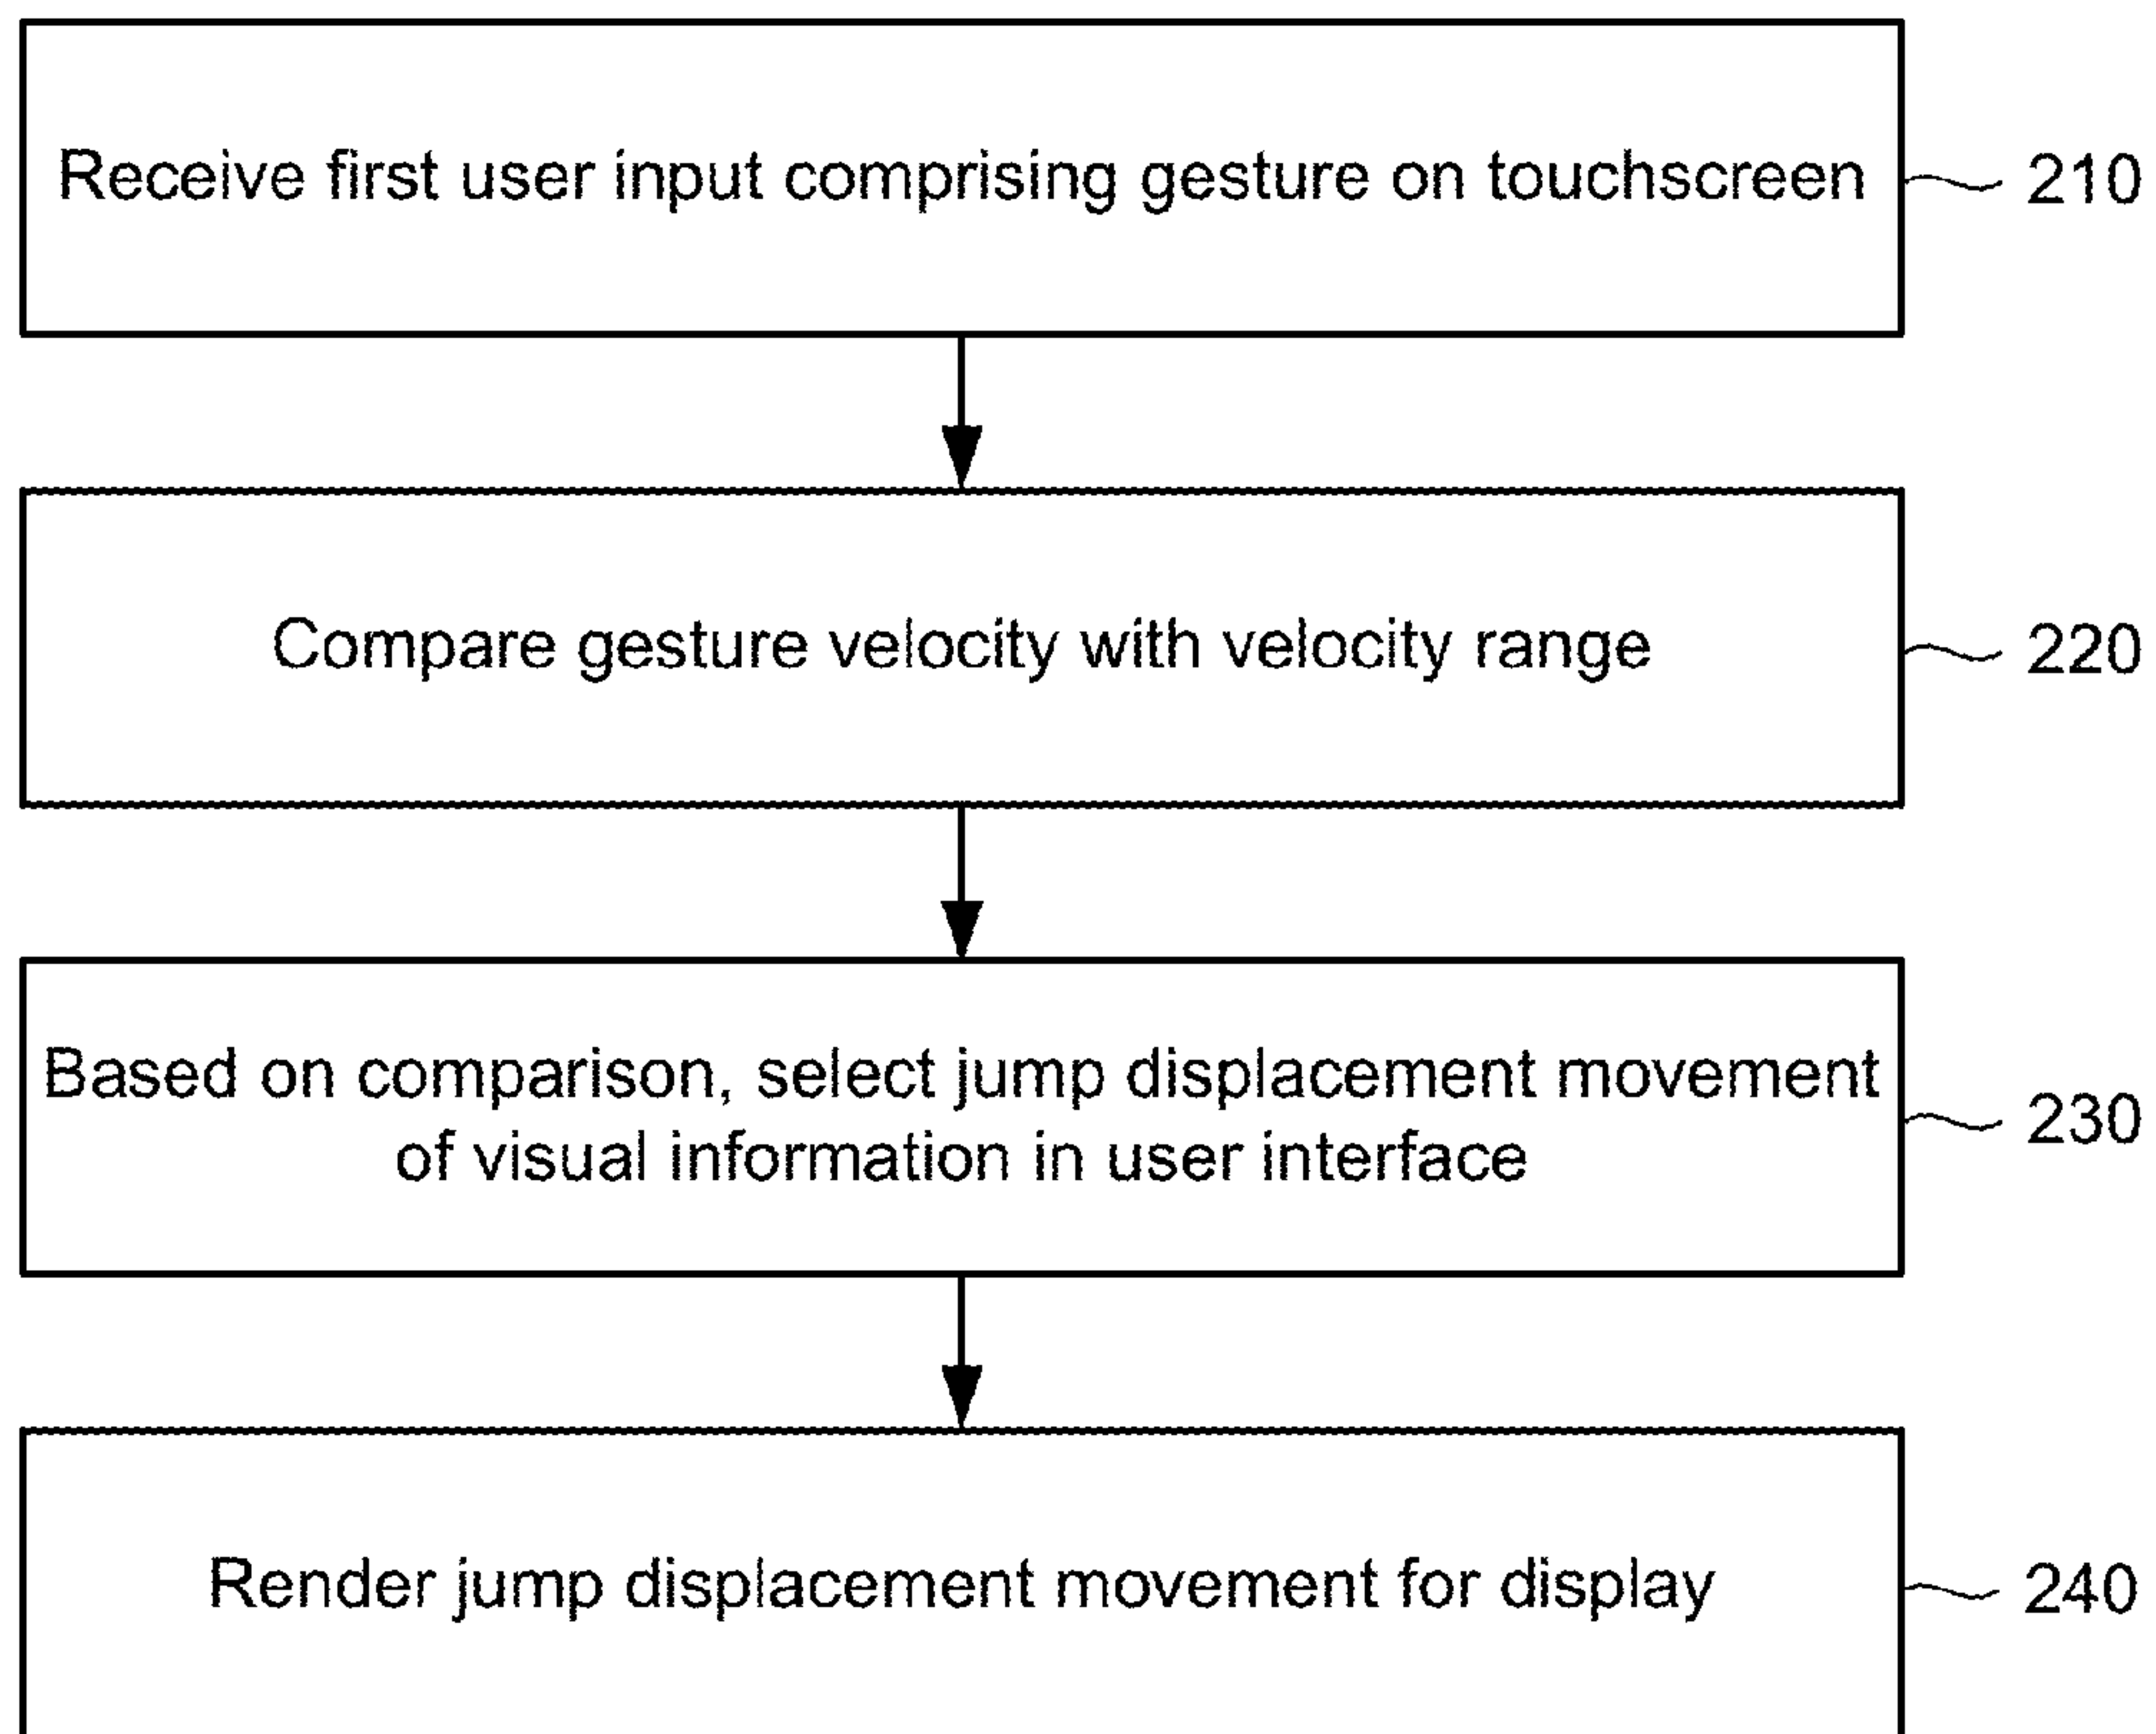 Receive first user input comprising gesture on touchscreen
210
Compare gesture velocity with velocity range
220
Based on comparison, select jump displacement movement
of visual information in user interface
230
Render jump displacement movement for display
240